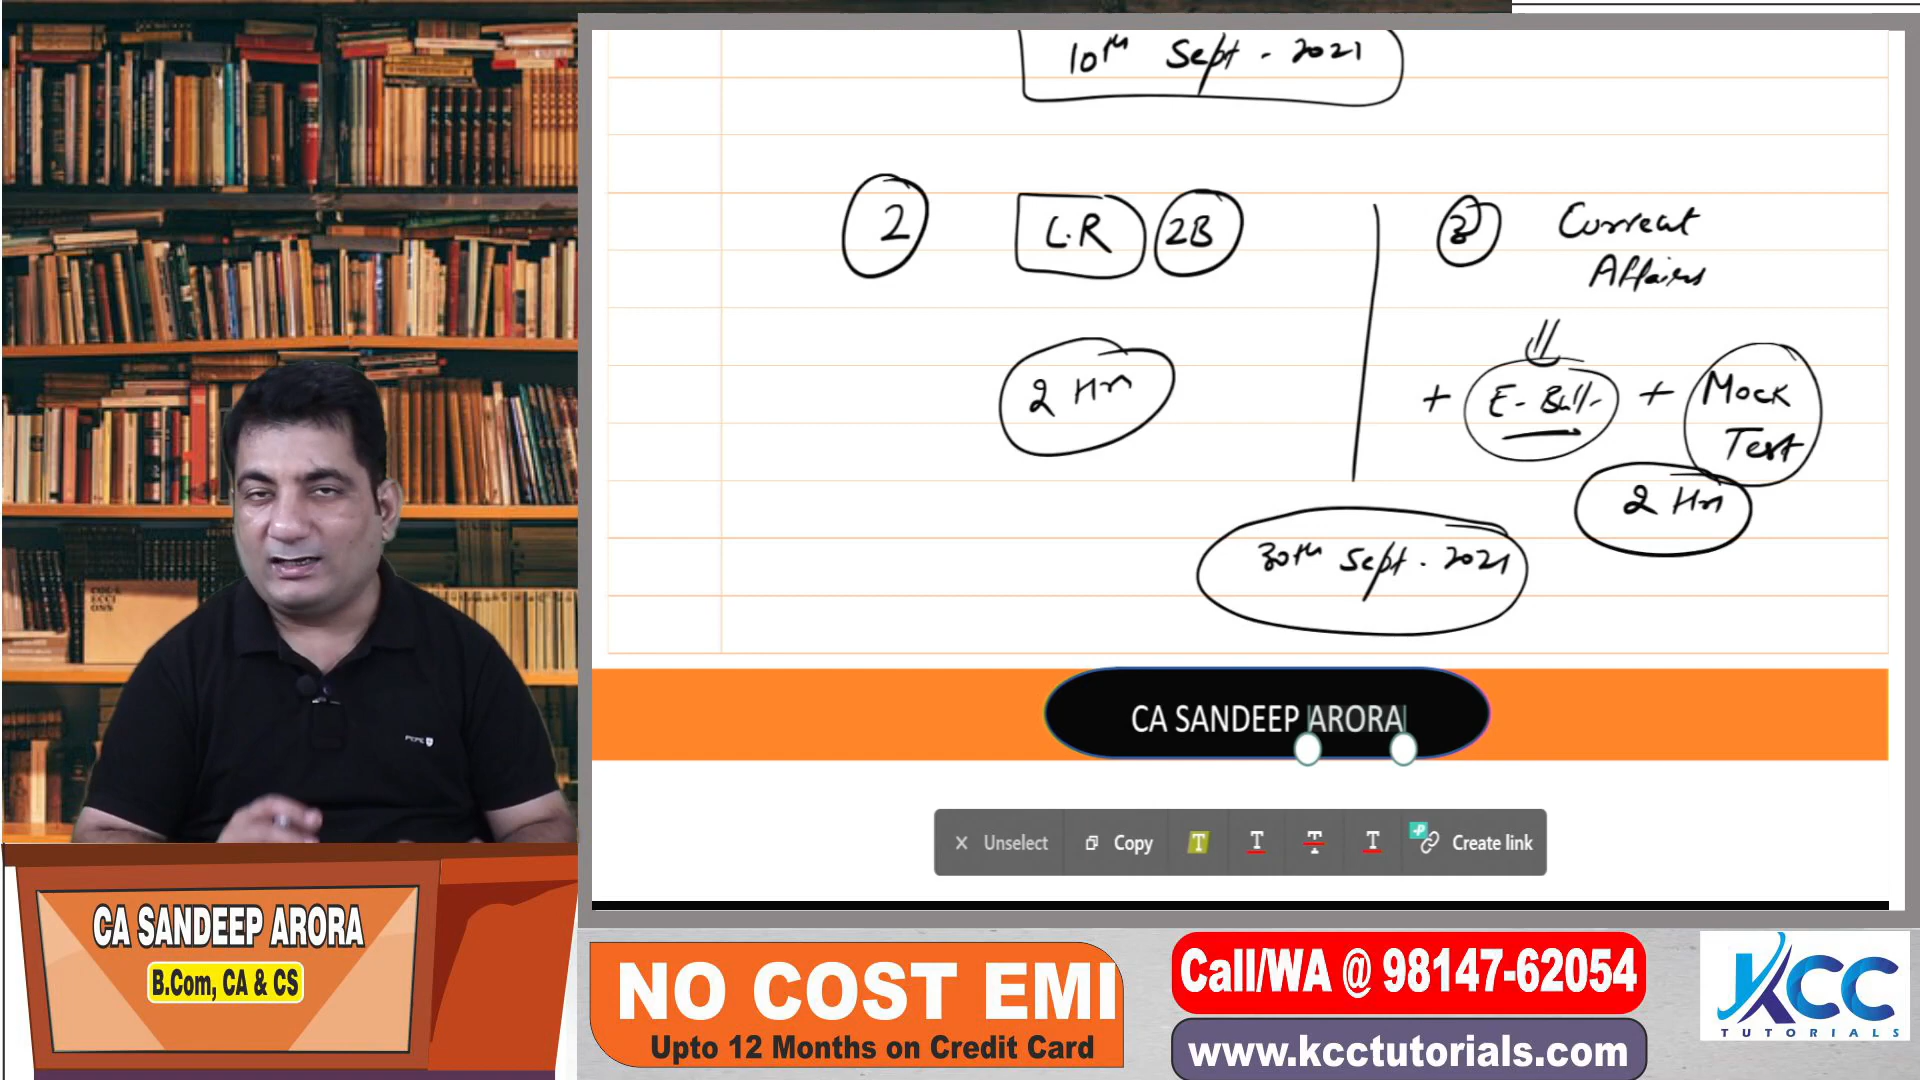 10th Sept - 2021
2
L.R
2B
3
Current
Affairs
2 Hrs
+ E-Bull- + Mock
Test
2 Hrs
30th Sept - 2021
CA SANDEEP ARORA
Unselect
Copy
Create link
CA SANDEEP ARORA
B.Com, CA & CS
NO COST EMI
Upto 12 Months on Credit Card
Call/WA @ 98147-62054
www.kcctutorials.com
KCC
TUTORIALS